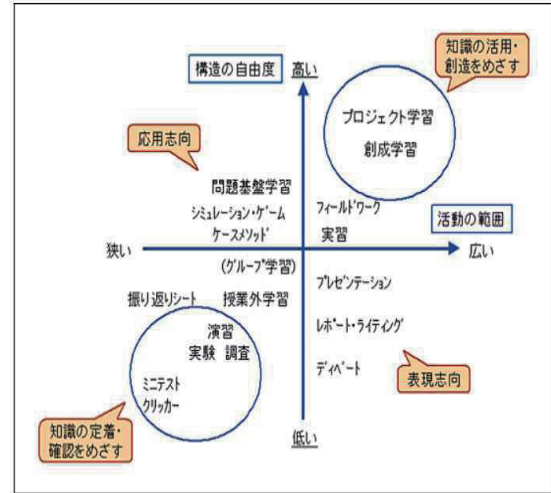 知識の活用・
創造をめざす
構造の自由度
高い
プロジェクト学習
創成学習
応用志向
問題基盤学習
シミュレーション・ゲーム
ケースメソッド
フィールドワーク
実習
活動の範囲
狭い
広い
(グループ学習)
プレゼンテーション
振り返りシート
授業外学習
レポート・ライティング
演習
実験 調査
ディベート
表現志向
ミニテスト
クリッカー
知識の定着・
確認をめざす
低い